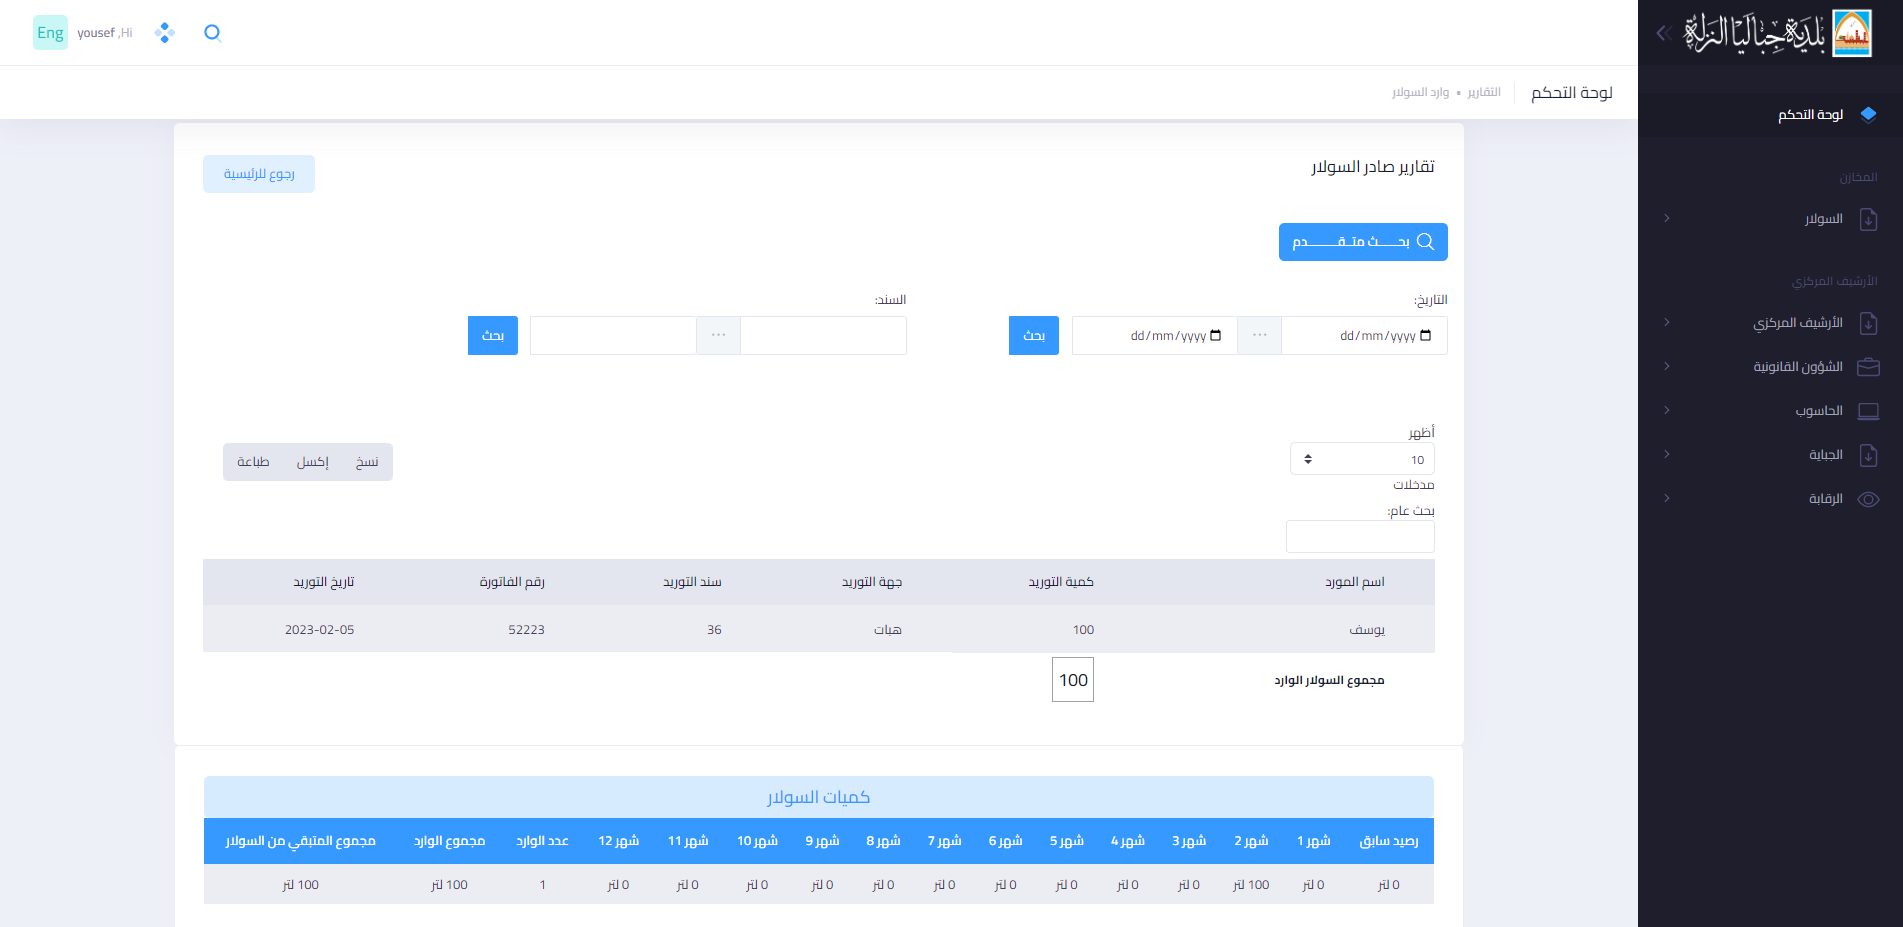 بلدية جباليا النزلة
Eng
yousef ,Hi
لوحة التحكم
التقارير • وارد السولار
لوحة التحكم
المخازن
السولار
الأرشيف المركزي
الأرشيف المركزي
الشؤون القانونية
الحاسوب
الجباية
الرقابة
تقارير صادر السولار
رجوع للرئيسية
بحــــث متــقــــــدم
التاريخ:
السند:
dd/mm/yyyy ... dd/mm/yyyy بحث
... بحث
أظهر
10
مدخلات
نسخ إكسل طباعة
بحث عام:
اسم المورد كمية التوريد جهة التوريد سند التوريد رقم الفاتورة تاريخ التوريد
يوسف 100 هبات 36 52223 2023-02-05
مجموع السولار الوارد 100
كميات السولار
رصيد سابق شهر 1 شهر 2 شهر 3 شهر 4 شهر 5 شهر 6 شهر 7 شهر 8 شهر 9 شهر 10 شهر 11 شهر 12 عدد الوارد مجموع الوارد مجموع المتبقي من السولار
0 لتر 0 لتر 100 لتر 0 لتر 0 لتر 0 لتر 0 لتر 0 لتر 0 لتر 0 لتر 0 لتر 0 لتر 0 لتر 1 100 لتر 100 لتر